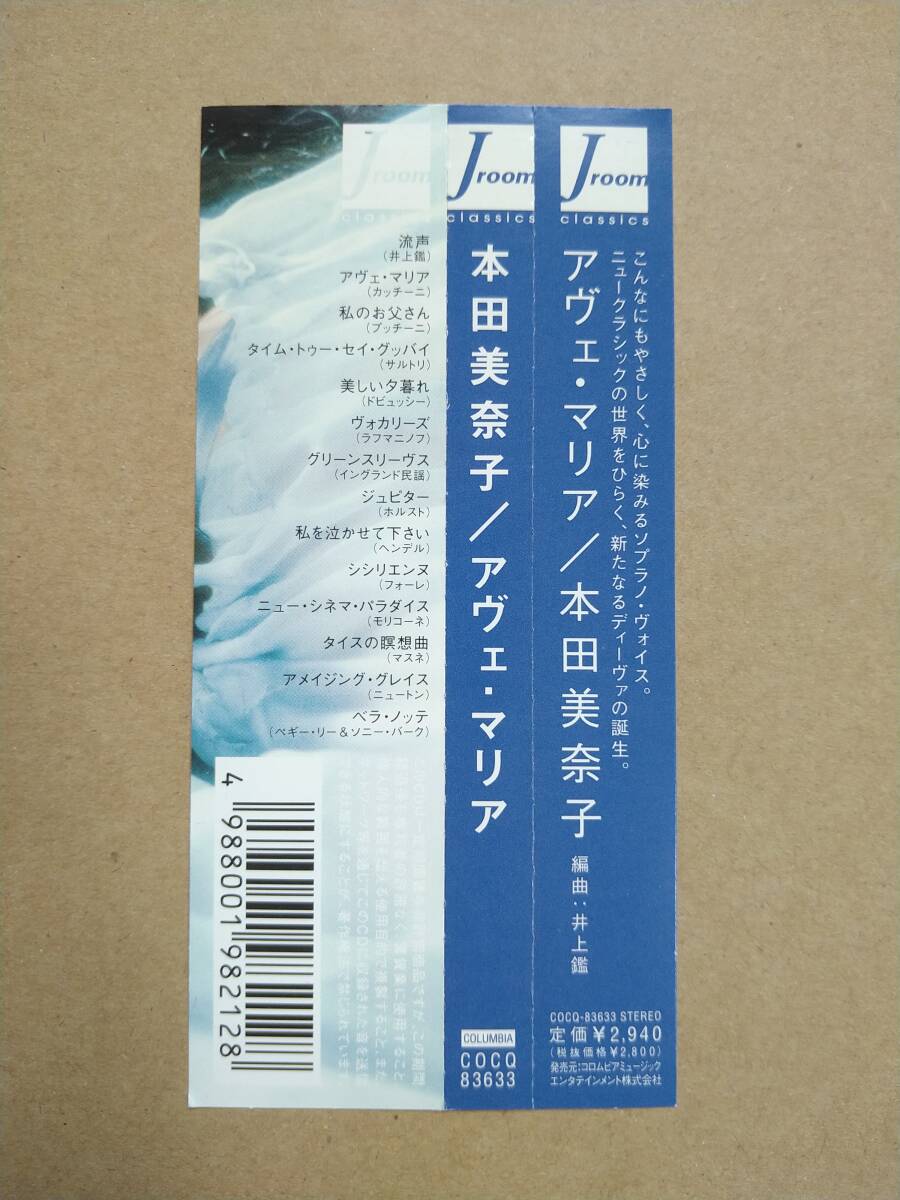 J room
classics
こんなにもやさしく、心に染みるソプラノ・ヴォイス。
ニュークラシックの世界をひらく、新たなるディーヴァの誕生。
アヴェ・マリア/本田美奈子
編曲:井上鑑
COCQ-83633 STEREO
定価¥2,940
(税抜価格¥2,800)
発売元:コロムビアミュージック
エンタテインメント株式会社
J room
classics
本田美奈子/アヴェ・マリア
COLUMBIA
COCQ
83633
J room
classics
流声
(井上鑑)
アヴェ・マリア
(カッチーニ)
私のお父さん
(プッチーニ)
タイム・トゥー・セイ・グッバイ
(サルトリ)
美しい夕暮れ
(ドビュッシー)
ヴォカリーズ
(ラフマニノフ)
グリーンスリーヴス
(イングランド民謡)
ジュピター
(ホルスト)
私を泣かせて下さい
(ヘンデル)
シシリエンヌ
(フォーレ)
ニュー・シネマ・パラダイス
(モリコーネ)
タイスの瞑想曲
(マスネ)
アメイジング・グレイス
(ニュートン)
ベラ・ノッテ
(ペギー・リー&ソニー・バーク)
4 988001 982128